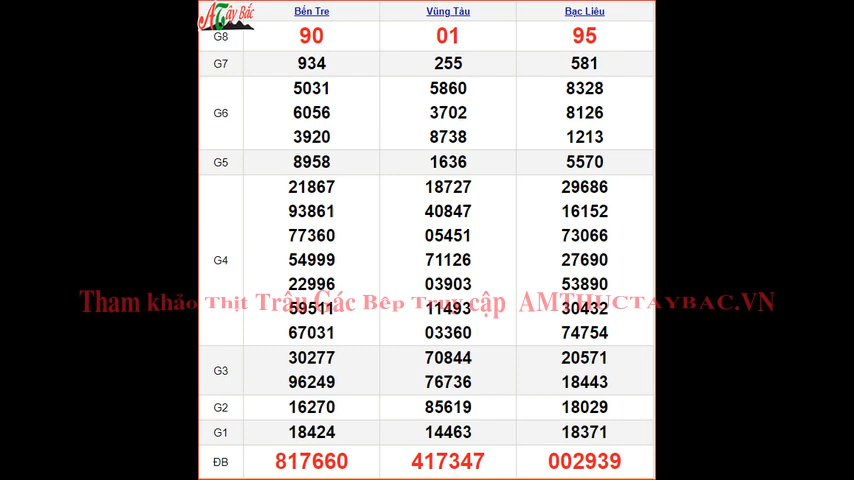 A Tây Bắc
Bến Tre Vũng Tàu Bạc Liêu
G8 90 01 95
G7 934 255 581
5031 5860 8328
G6 6056 3702 8126
3920 8738 1213
G5 8958 1636 5570
21867 18727 29686
93861 40847 16152
77360 05451 73066
G4 54999 71126 27690
22996 03903 53890
Tham khảo Thịt Trâu Gác Bếp Truy cập AMTHUCTAYBAC.VN
59511 11493 30432
67031 03360 74754
30277 70844 20571
G3
96249 76736 18443
G2 16270 85619 18029
G1 18424 14463 18371
ĐB 817660 417347 002939